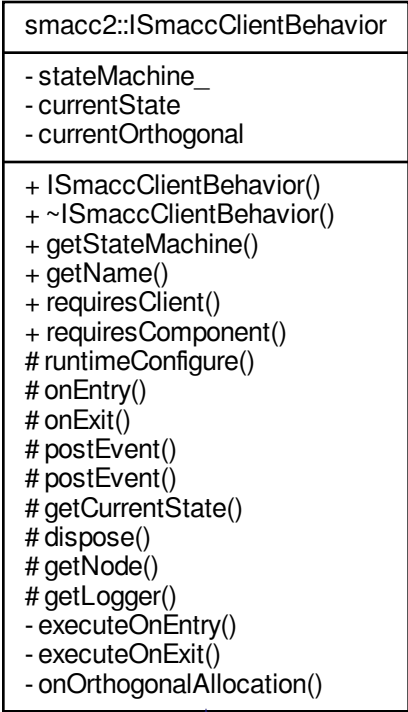 smacc2::ISmaccClientBehavior
- stateMachine_
- currentState
- currentOrthogonal
+ ISmaccClientBehavior()
+ ~ISmaccClientBehavior()
+ getStateMachine()
+ getName()
+ requiresClient()
+ requiresComponent()
# runtimeConfigure()
# onEntry()
# onExit()
# postEvent()
# postEvent()
# getCurrentState()
# dispose()
# getNode()
# getLogger()
- executeOnEntry()
- executeOnExit()
- onOrthogonalAllocation()